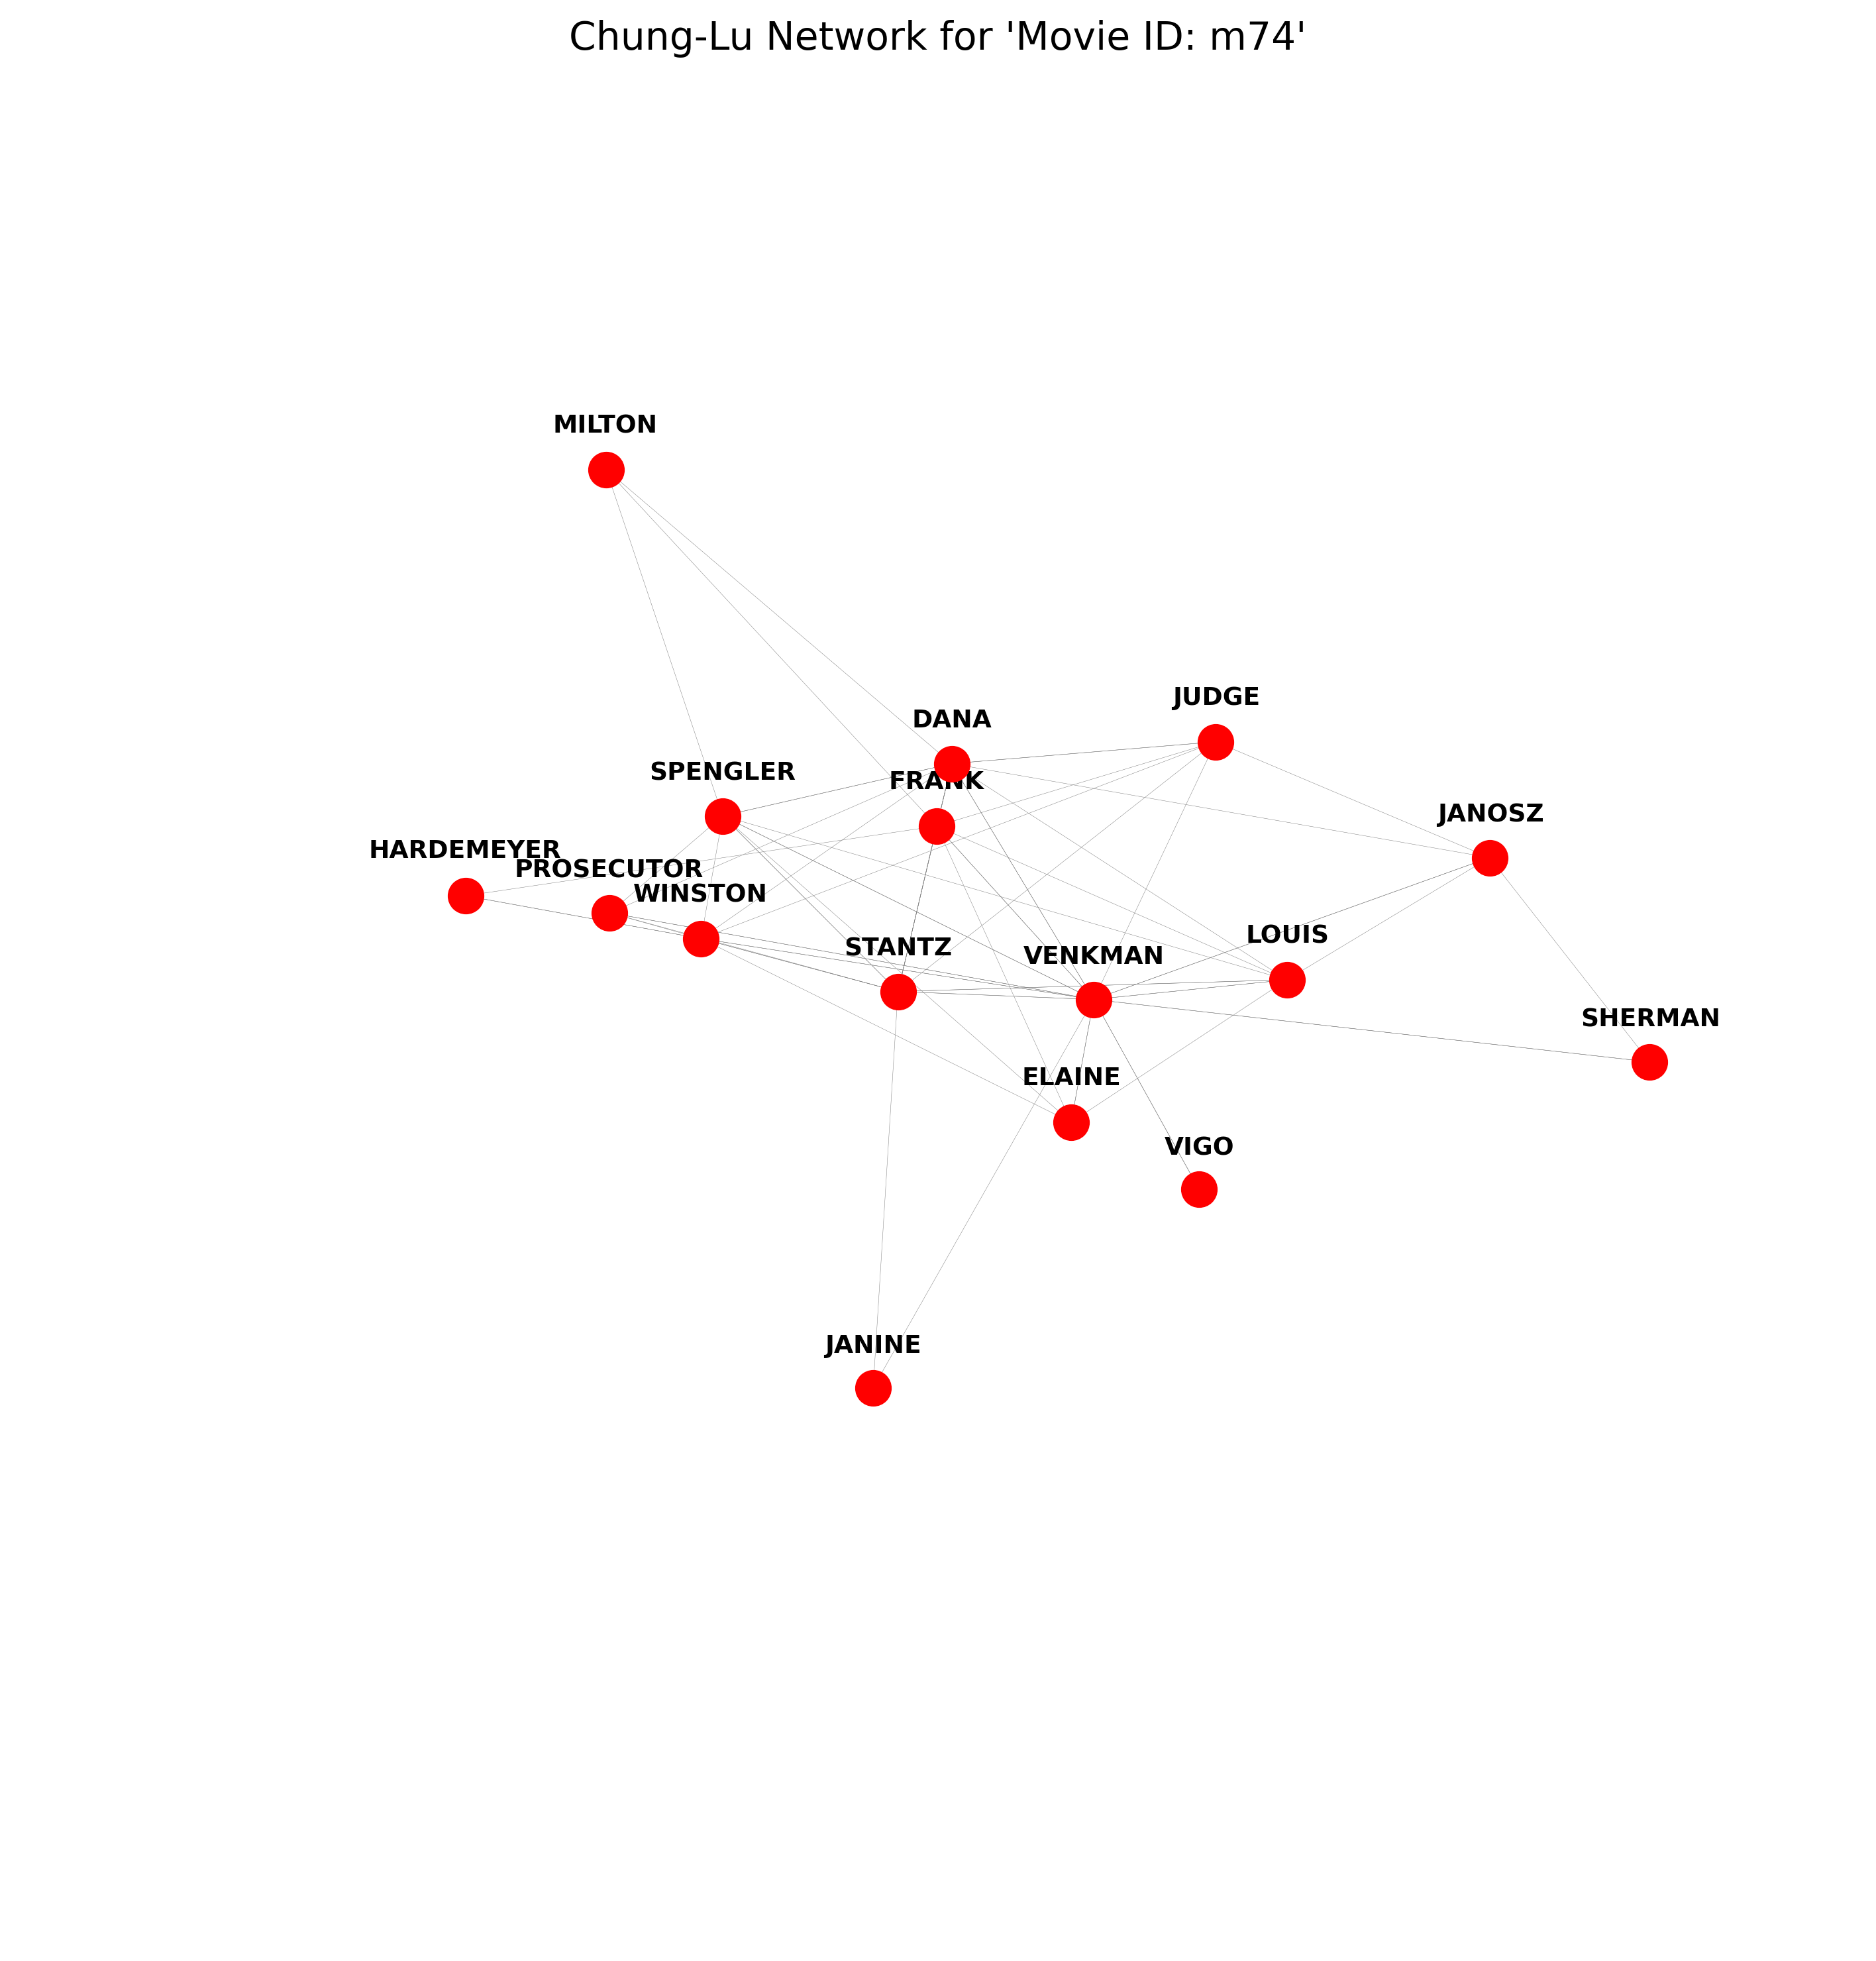 Chung-Lu Network for 'Movie ID: m74'
MILTON
JUDGE
DANA
SPENGLER
FRANK
JANOSZ
HARDEMEYER
PROSECUTOR
WINSTON
LOUIS
STANTZ
VENKMAN
SHERMAN
ELAINE
VIGO
JANINE